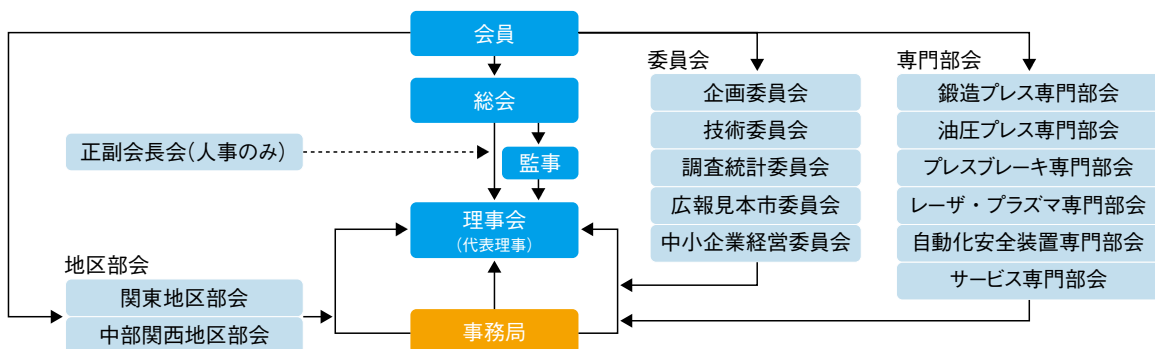 会員
総会
正副会長会(人事のみ)
監事
理事会
(代表理事)
事務局
地区部会
関東地区部会
中部関西地区部会
委員会
企画委員会
技術委員会
調査統計委員会
広報見本市委員会
中小企業経営委員会
専門部会
鍛造プレス専門部会
油圧プレス専門部会
プレスブレーキ専門部会
レーザ・プラズマ専門部会
自動化安全装置専門部会
サービス専門部会